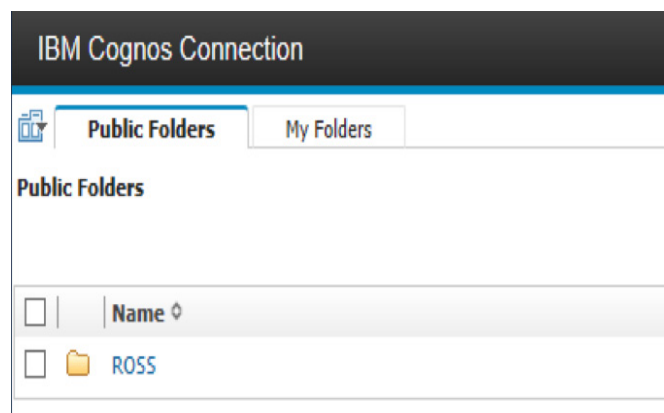 IBM Cognos Connection
Public Folders My Folders
Public Folders
Name
ROSS